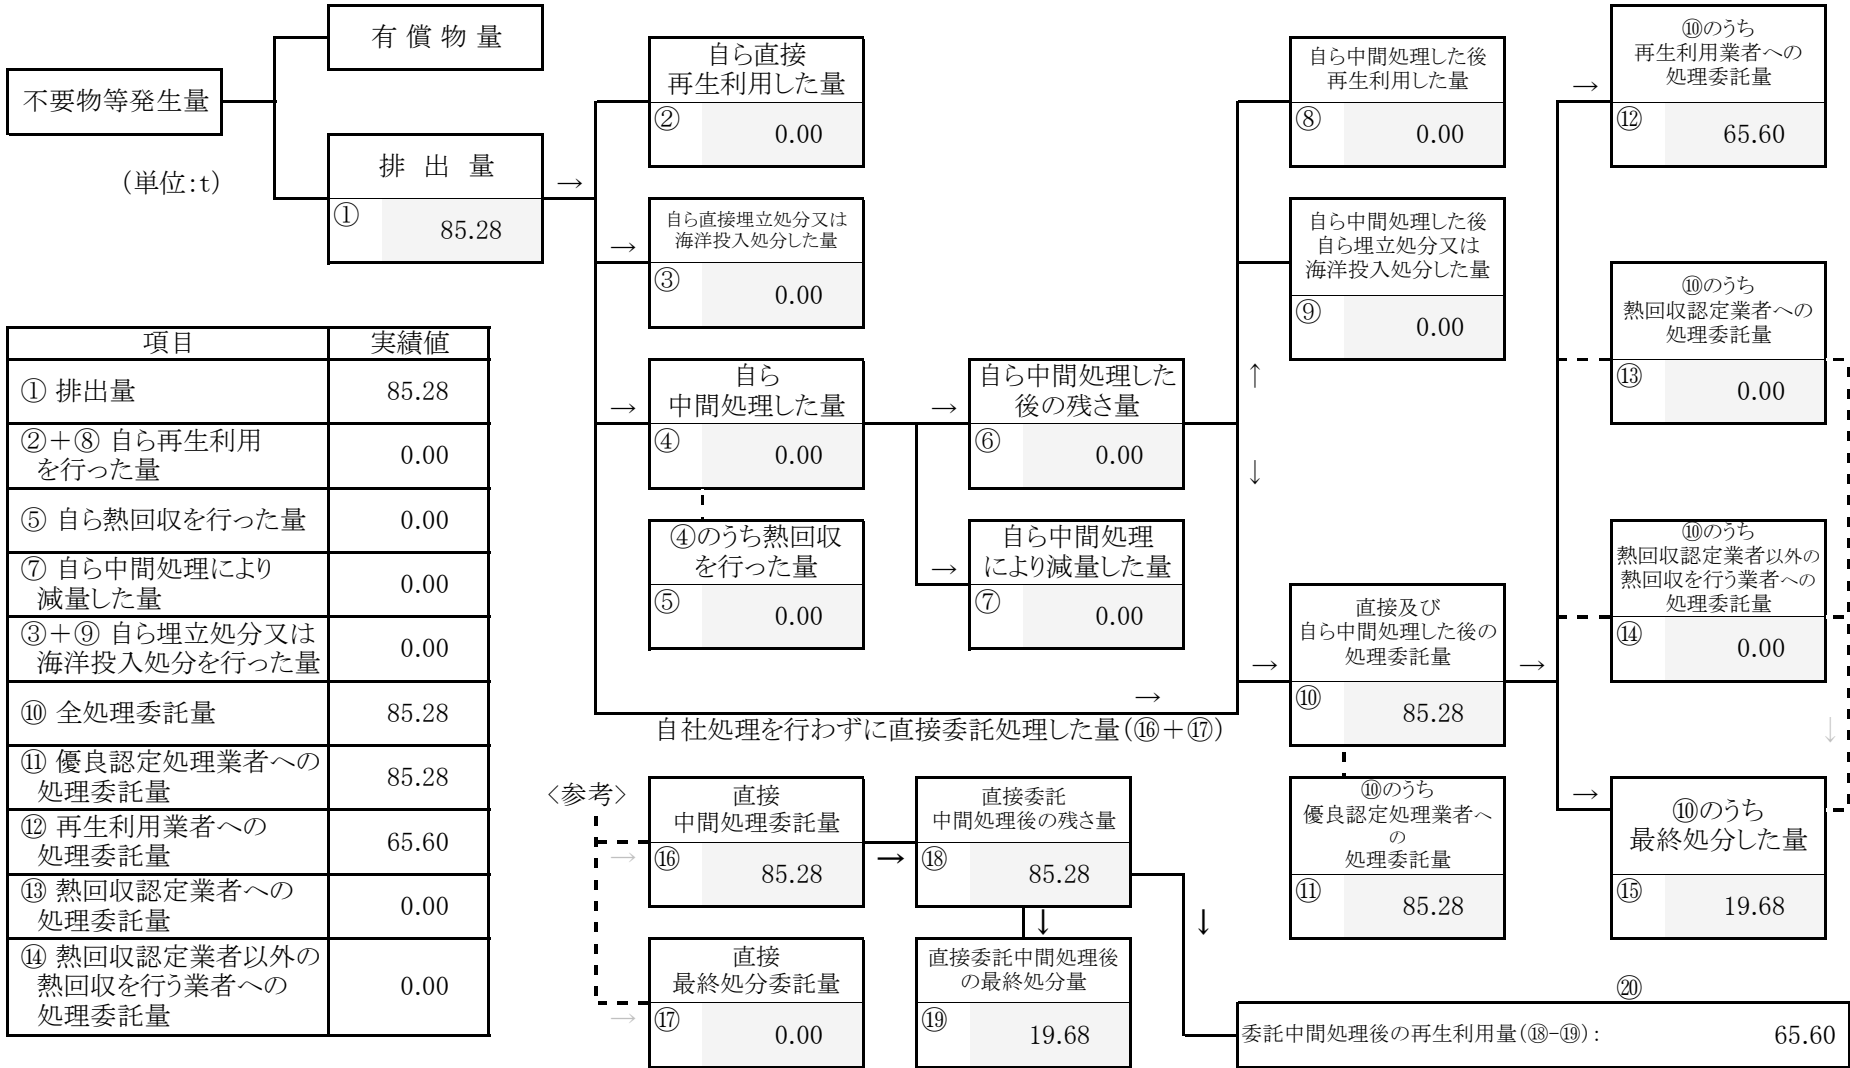 不要物等発生量
(単位:t)
有 償 物 量
排 出 量
①
85.28
→
自ら直接
再生利用した量
②
0.00
→
自ら直接埋立処分又は
海洋投入処分した量
③
0.00
→
自ら
中間処理した量
④
0.00
④のうち熱回収
を行った量
⑤
0.00
→
自ら中間処理した
後の残さ量
⑥
0.00
→
自ら中間処理
により減量した量
⑦
0.00
↑
↓
自ら中間処理した後
再生利用した量
⑧
0.00
自ら中間処理した後
自ら埋立処分又は
海洋投入処分した量
⑨
0.00
→
自社処理を行わずに直接委託処理した量(⑯+⑰)
→
直接及び
自ら中間処理した後の
処理委託量
⑩
85.28
→
⑩のうち
優良認定処理業者へ
の
処理委託量
⑪
85.28
→
⑩のうち
再生利用業者への
処理委託量
⑫
65.60
⑩のうち
熱回収認定業者への
処理委託量
⑬
0.00
⑩のうち
熱回収認定業者以外の
熱回収を行う業者への
処理委託量
⑭
0.00
↓
→
⑩のうち
最終処分した量
⑮
19.68
項目 実績値
① 排出量 85.28
②+⑧ 自ら再生利用
を行った量 0.00
⑤ 自ら熱回収を行った量 0.00
⑦ 自ら中間処理により
減量した量 0.00
③+⑨ 自ら埋立処分又は
海洋投入処分を行った量 0.00
⑩ 全処理委託量 85.28
⑪ 優良認定処理業者への
処理委託量 85.28
⑫ 再生利用業者への
処理委託量 65.60
⑬ 熱回収認定業者への
処理委託量 0.00
⑭ 熱回収認定業者以外の
熱回収を行う業者への
処理委託量 0.00
<参考>
→
直接
中間処理委託量
⑯
85.28
→
直接委託
中間処理後の残さ量
⑱
85.28
↓
↓
→
直接
最終処分委託量
⑰
0.00
直接委託中間処理後
の最終処分量
⑲
19.68
⑳
委託中間処理後の再生利用量(⑱-⑲): 65.60